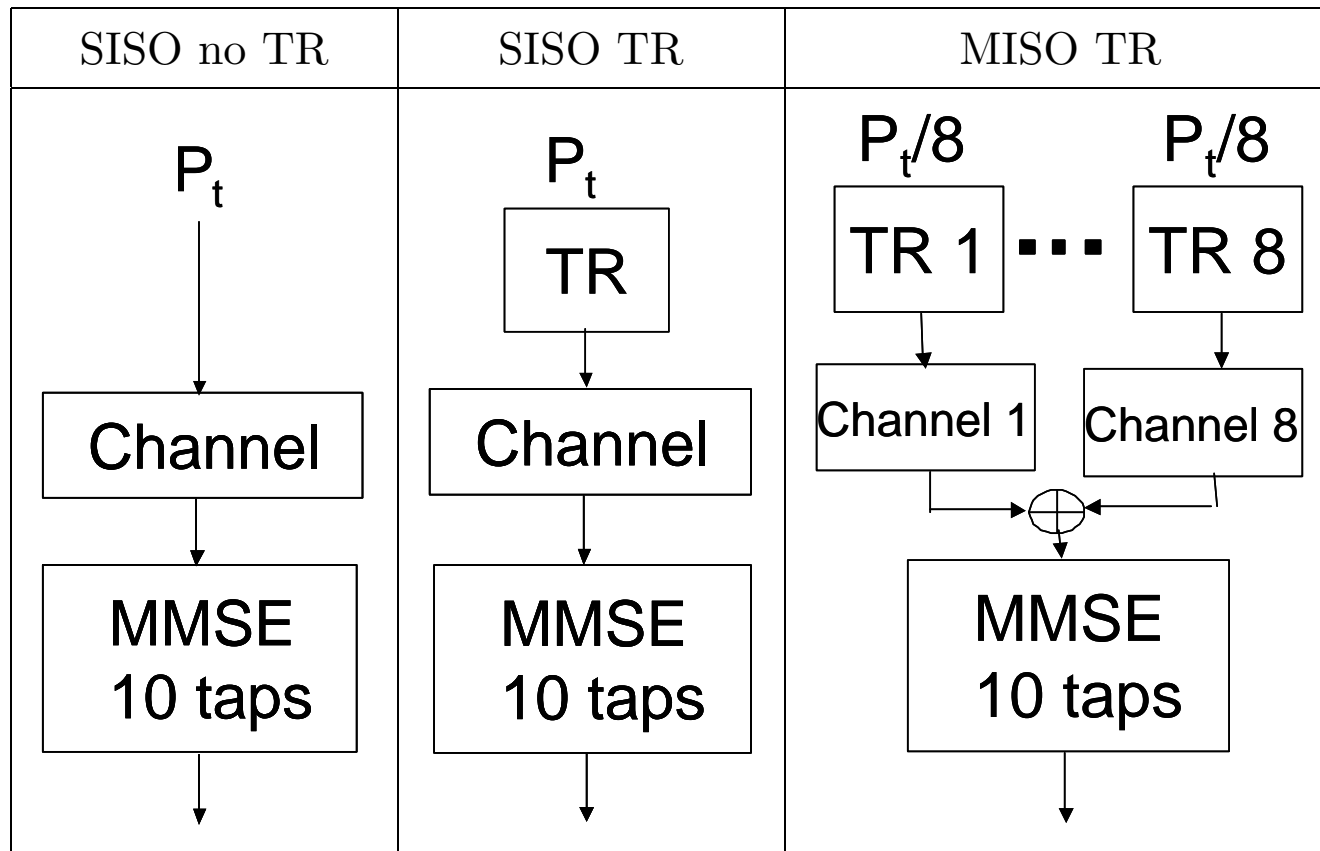 SISO no TR
SISO TR
MISO TR
Pₜ
Channel
MMSE
10 taps
Pₜ
TR
Channel
MMSE
10 taps
Pₜ/8
Pₜ/8
TR 1
TR 8
Channel 1
Channel 8
MMSE
10 taps